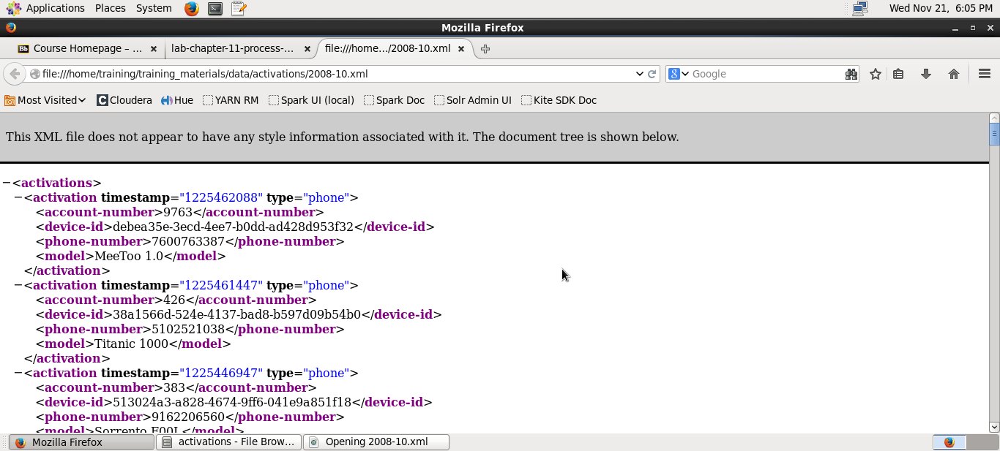 Applications Places System Wed Nov 21, 6:05 PM
Mozilla Firefox
Bb Course Homepage – ... lab-chapter-11-process-... file:///home.../2008-10.xml
file:///home/training/training_materials/data/activations/2008-10.xml Google
Most Visited Cloudera Hue YARN RM Spark UI (local) Spark Doc Solr Admin UI Kite SDK Doc
This XML file does not appear to have any style information associated with it. The document tree is shown below.
−<activations>
−<activation timestamp="1225462088" type="phone">
<account-number>9763</account-number>
<device-id>debea35e-3ecd-4ee7-b0dd-ad428d953f32</device-id>
<phone-number>7600763387</phone-number>
<model>MeeToo 1.0</model>
</activation>
−<activation timestamp="1225461447" type="phone">
<account-number>426</account-number>
<device-id>38a1566d-524e-4137-bad8-b597d09b54b0</device-id>
<phone-number>5102521038</phone-number>
<model>Titanic 1000</model>
</activation>
−<activation timestamp="1225446947" type="phone">
<account-number>383</account-number>
<device-id>513024a3-a828-4674-9ff6-041e9a851f18</device-id>
<phone-number>9162206560</phone-number>
<model>Sorrento F00L</model>
Mozilla Firefox activations - File Brow... Opening 2008-10.xml